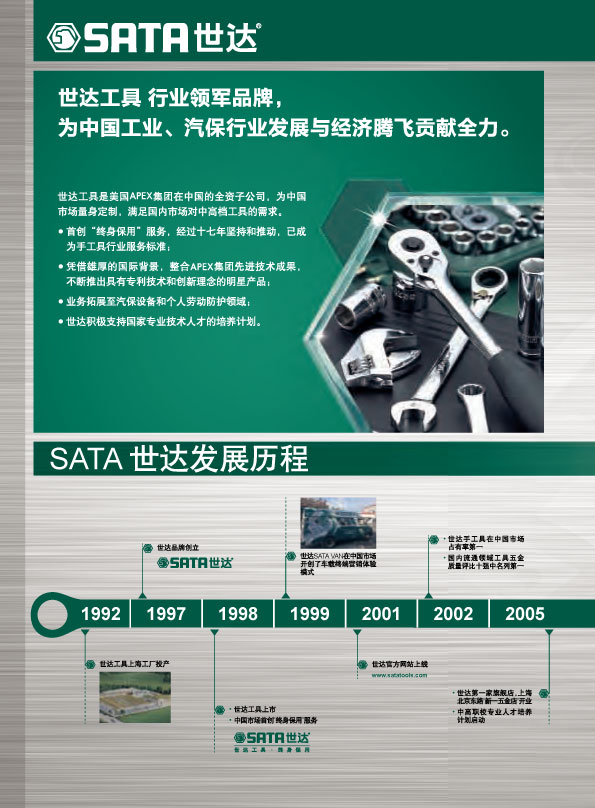 SATA世达®
世达工具 行业领军品牌，
为中国工业、汽保行业发展与经济腾飞贡献全力。
世达工具是美国APEX集团在中国的全资子公司，为中国
市场量身定制，满足国内市场对中高档工具的需求。
● 首创“终身保用”服务，经过十七年坚持和推动，已成
为手工具行业服务标准；
● 凭借雄厚的国际背景，整合APEX集团先进技术成果，
不断推出具有专利技术和创新理念的明星产品；
● 业务拓展至汽保设备和个人劳动防护领域；
● 世达积极支持国家专业技术人才的培养计划。
SATA 世达发展历程
世达品牌创立
SATA世达®
世达SATA VAN在中国市场
开创了车载终端营销体验
模式
· 世达手工具在中国市场
占有率第一
· 国内流通领域工具五金
质量评比十强中名列第一
1992 1997 1998 1999 2001 2002 2005
世达工具上海工厂投产
· 世达工具上市
· 中国市场首创“终身保用”服务
SATA世达®
世达工具 · 终身保用
世达官方网站上线
www.satatools.com
· 世达第一家旗舰店，上海
北京东路“新一五金店”开业
· 中高职校专业人才培养
计划启动